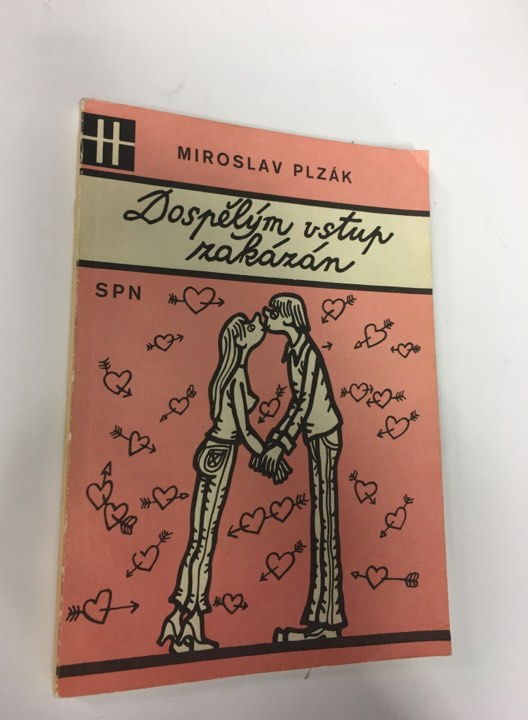 MIROSLAV PLZÁK
Dospělým vstup
zakázán
SPN